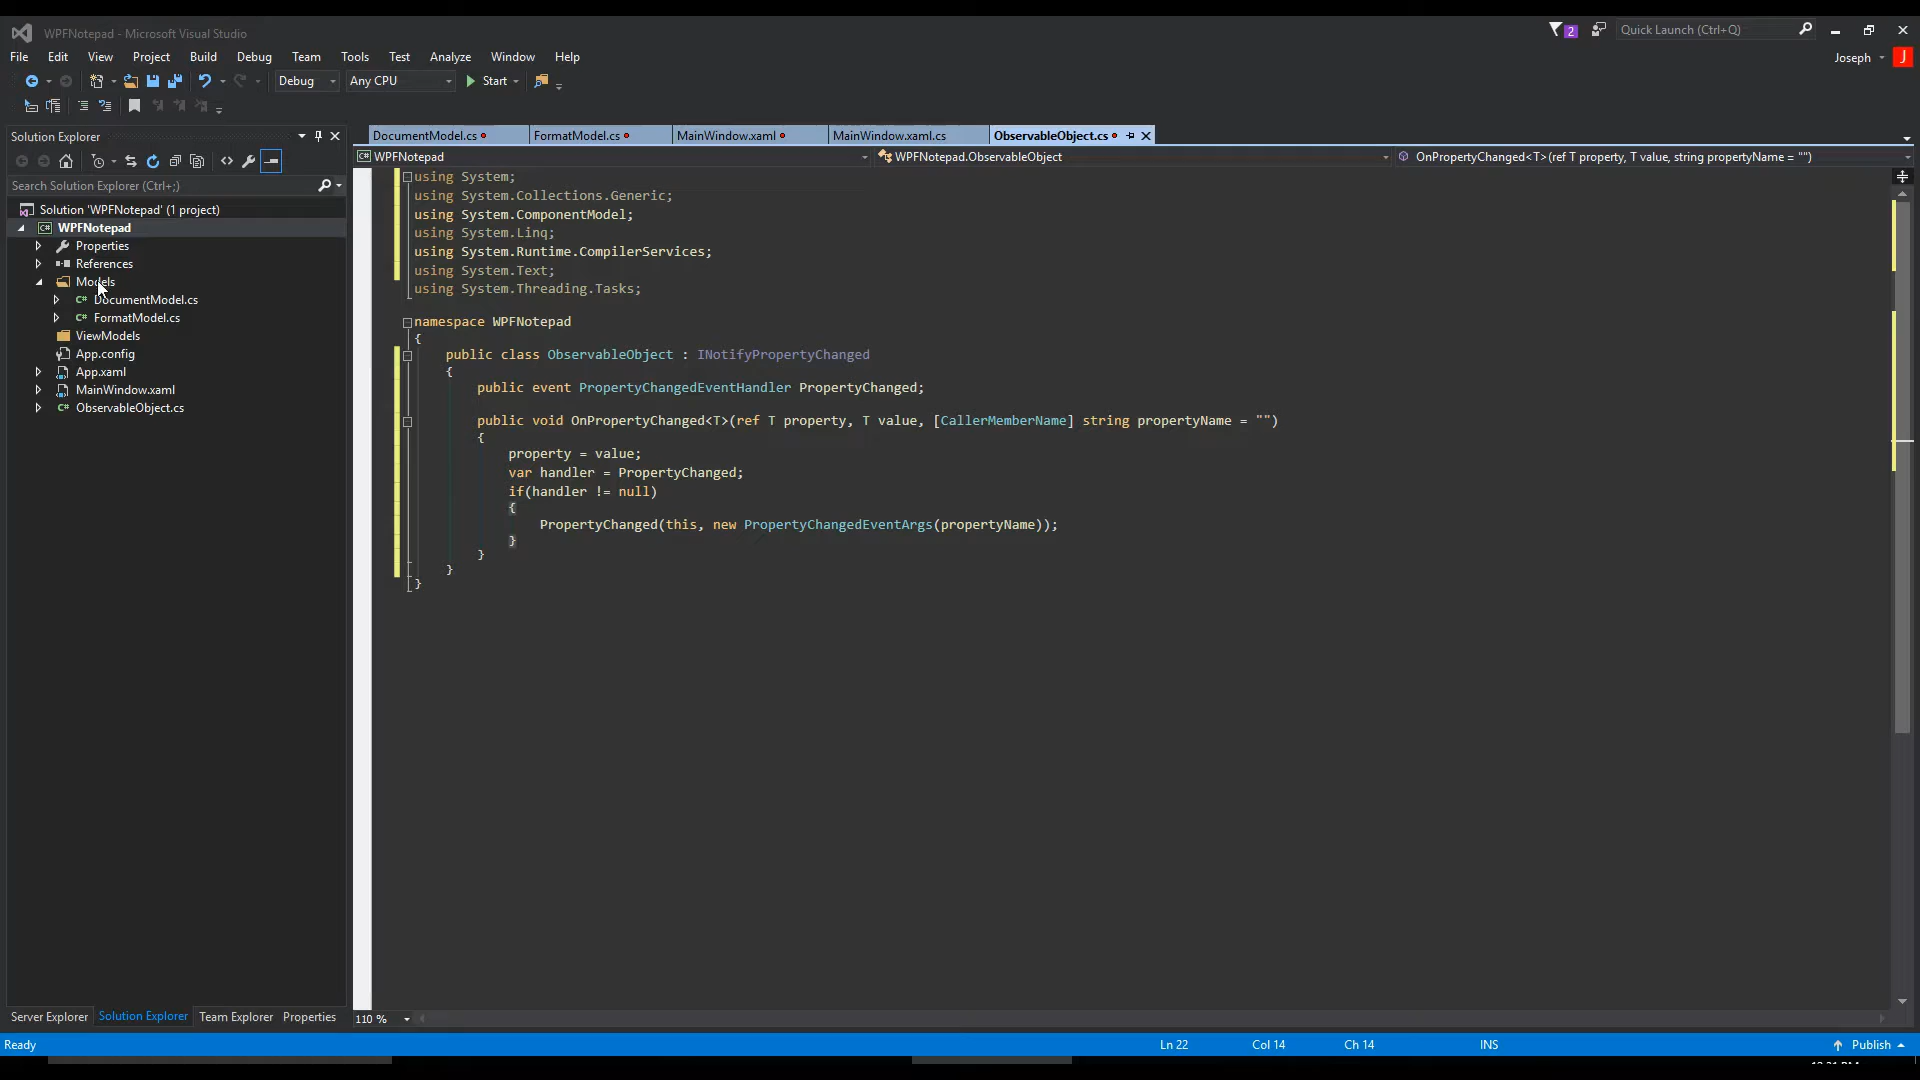 WPFNotepad - Microsoft Visual Studio
2
Quick Launch (Ctrl+Q)
File Edit View Project Build Debug Team Tools Test Analyze Window Help
Joseph J
Debug Any CPU Start
Solution Explorer
DocumentModel.cs FormatModel.cs MainWindow.xaml MainWindow.xaml.cs ObservableObject.cs
WPFNotepad WPFNotepad.ObservableObject OnPropertyChanged<T>(ref T property, T value, string propertyName = "")
Search Solution Explorer (Ctrl+;)
Solution 'WPFNotepad' (1 project)
C# WPFNotepad
Properties
References
Models
C# DocumentModel.cs
C# FormatModel.cs
ViewModels
App.config
App.xaml
MainWindow.xaml
C# ObservableObject.cs
using System;
using System.Collections.Generic;
using System.ComponentModel;
using System.Linq;
using System.Runtime.CompilerServices;
using System.Text;
using System.Threading.Tasks;
namespace WPFNotepad
{
public class ObservableObject : INotifyPropertyChanged
{
public event PropertyChangedEventHandler PropertyChanged;
public void OnPropertyChanged<T>(ref T property, T value, [CallerMemberName] string propertyName = "")
{
property = value;
var handler = PropertyChanged;
if(handler != null)
{
PropertyChanged(this, new PropertyChangedEventArgs(propertyName));
}
}
}
}
Server Explorer Solution Explorer Team Explorer Properties
110 %
Ready Ln 22 Col 14 Ch 14 INS Publish